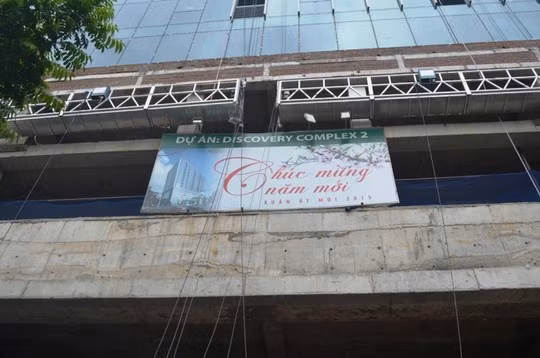 DỰ ÁN: DISCOVERY COMPLEX 2
Chúc mừng
năm mới
XUÂN ẤT MÙI 2015